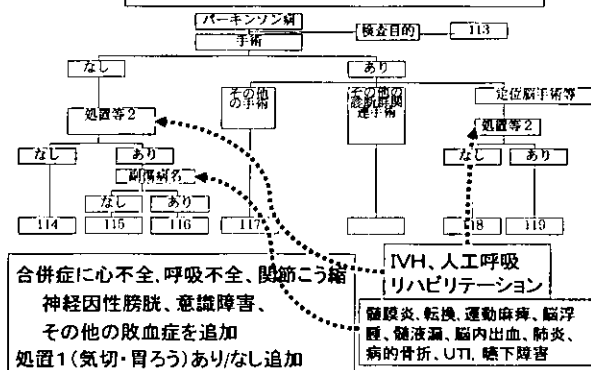 パーキンソン病
検査目的
113
手術
なし
あり
処置等2
その他の手術
その他の診断群関連手術
定位脳手術等
処置等2
なし
あり
なし
あり
副傷病名
なし
あり
114
115
116
117
118
119
合併症に心不全、呼吸不全、関節こう縮
神経因性膀胱、意識障害、
その他の敗血症を追加
処置1(気切・胃ろう)あり/なし追加
IVH、人工呼吸
リハビリテーション
髄膜炎、転換、運動麻痺、脳浮
腫、髄液漏、脳内出血、肺炎、
病的骨折、UTI、嚥下障害